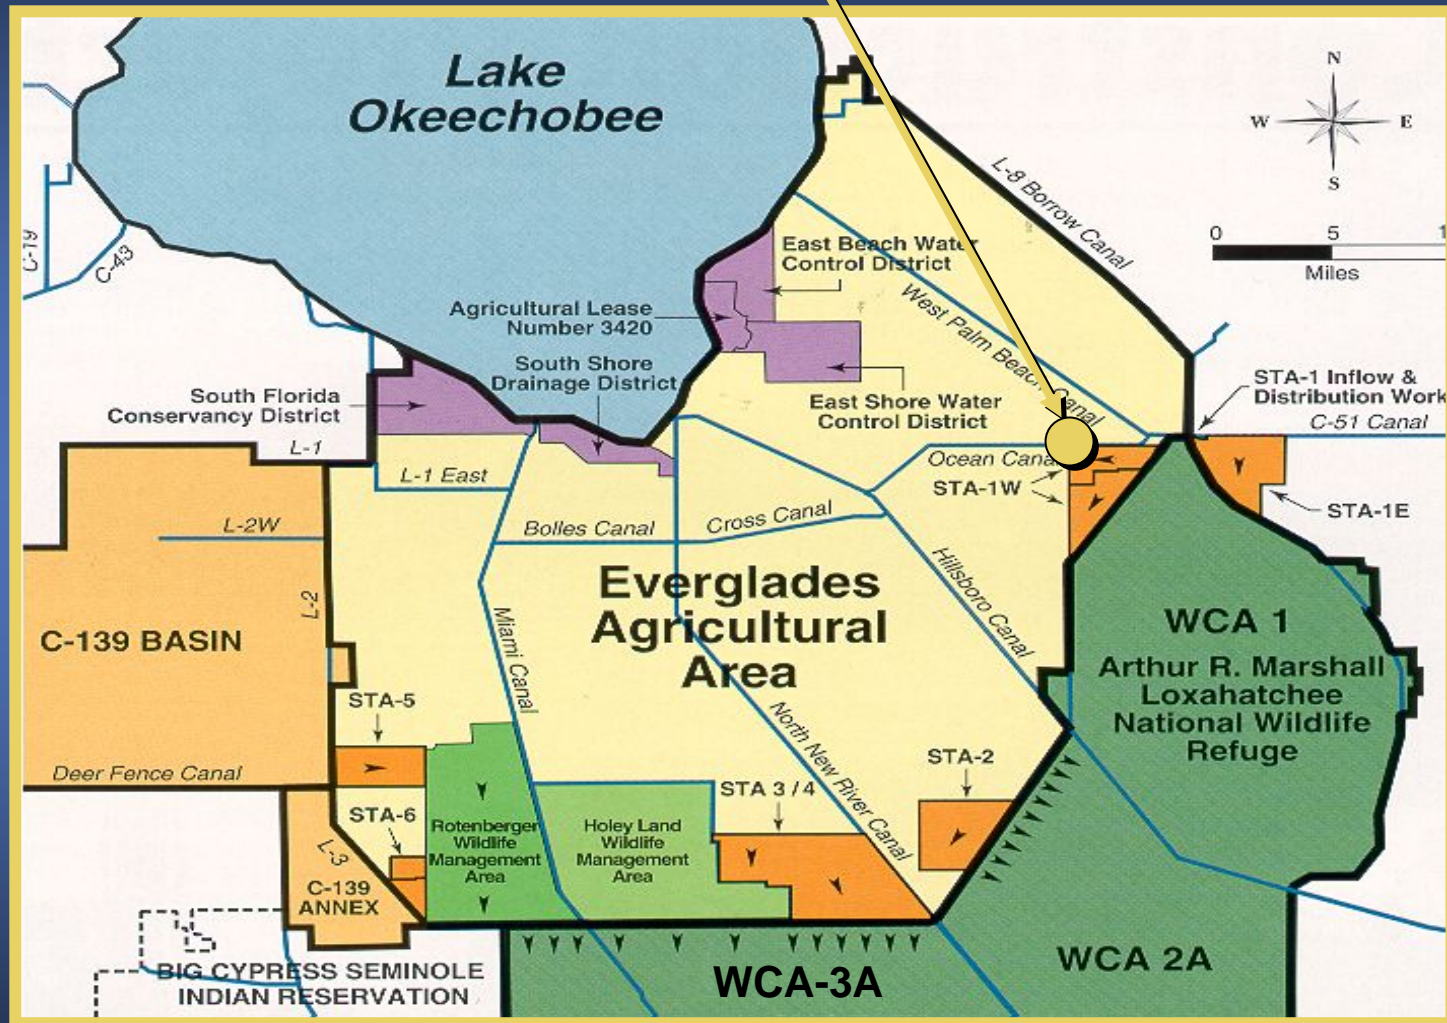 Lake
Okeechobee
N
W
E
S
0
5
1
Miles
L-8 Borrow Canal
C-19
C-43
East Beach Water
Control District
Agricultural Lease
Number 3420
West Palm Beach Canal
South Shore
Drainage District
South Florida
Conservancy District
East Shore Water
Control District
STA-1 Inflow &
Distribution Work
C-51 Canal
L-1
L-1 East
Ocean Canal
STA-1W
STA-1E
L-2W
Bolles Canal
Cross Canal
Hillsboro Canal
L-2
Everglades
Agricultural
Area
C-139 BASIN
Miami Canal
WCA 1
Arthur R. Marshall
Loxahatchee
National Wildlife
Refuge
STA-5
North New River Canal
STA-2
Deer Fence Canal
STA 3 / 4
STA-6
Rotenberger
Wildlife
Management
Area
Holey Land
Wildlife
Management
Area
L-3
C-139
ANNEX
BIG CYPRESS SEMINOLE
INDIAN RESERVATION
WCA-3A
WCA 2A